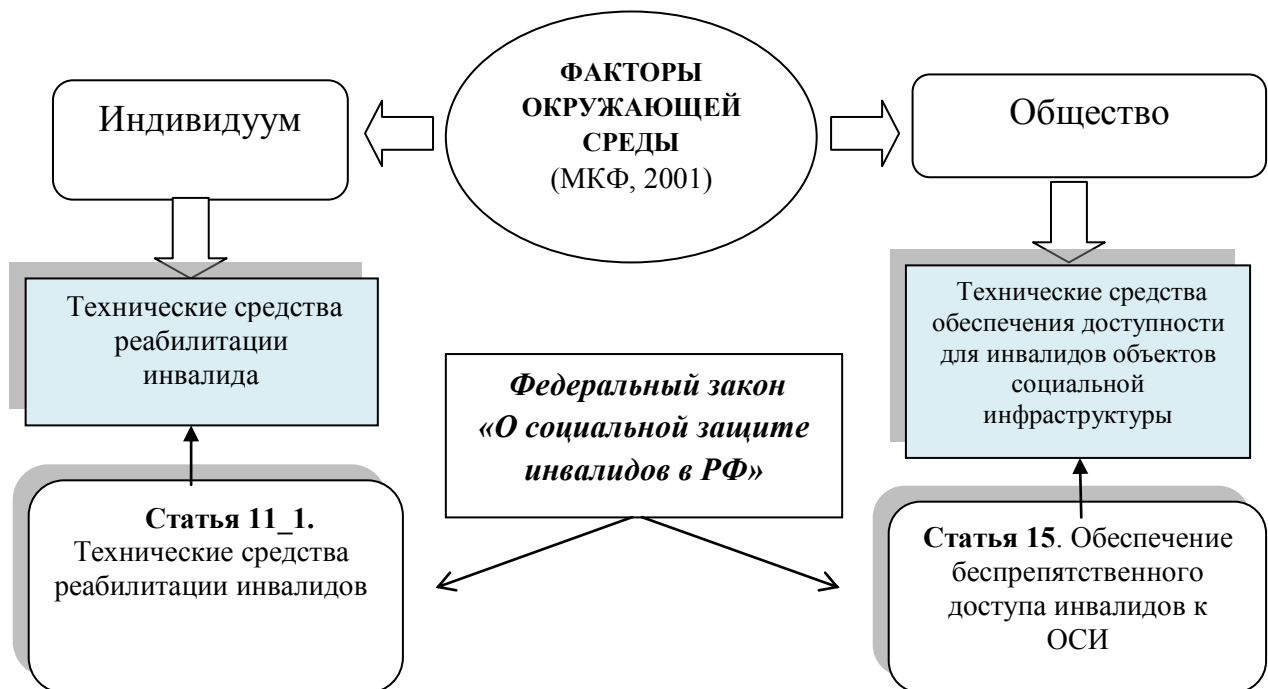 ФАКТОРЫ
ОКРУЖАЮЩЕЙ
СРЕДЫ
(МКФ, 2001)
Индивидуум
Общество
Технические средства
реабилитации
инвалида
Технические средства
обеспечения доступности
для инвалидов объектов
социальной
инфраструктуры
Федеральный закон
«О социальной защите
инвалидов в РФ»
Статья 11_1.
Технические средства
реабилитации инвалидов
Статья 15. Обеспечение
беспрепятственного
доступа инвалидов к
ОСИ